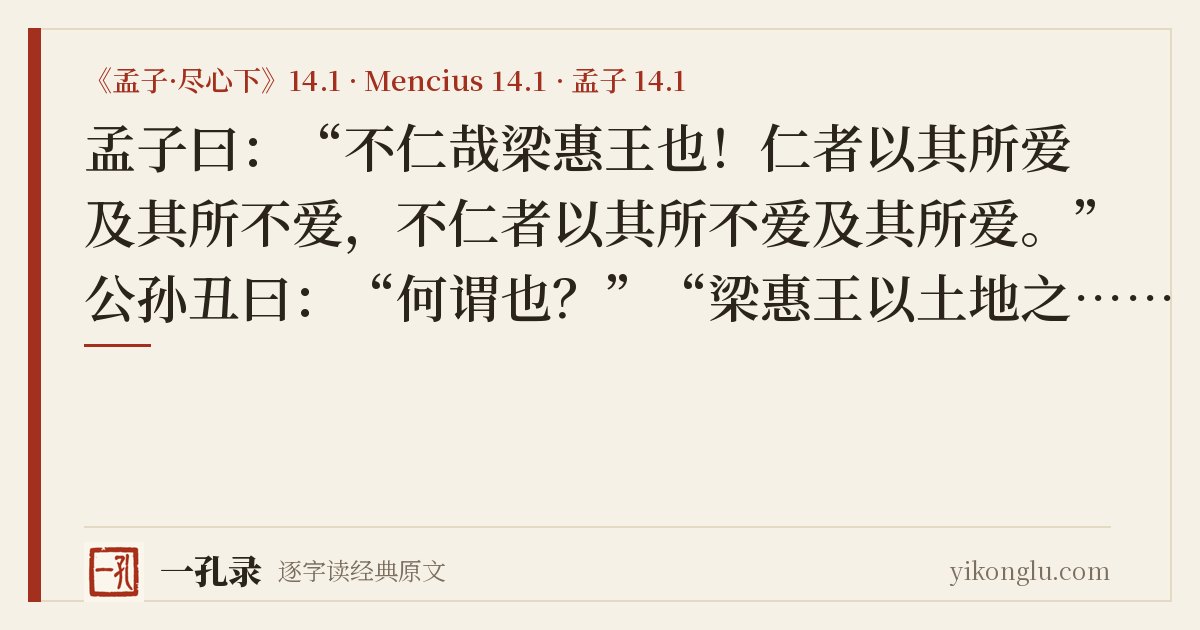 《孟子·尽心下》14.1 · Mencius 14.1 · 孟子 14.1
孟子曰：“不仁哉梁惠王也！仁者以其所爱
及其所不爱，不仁者以其所不爱及其所爱。”
公孙丑曰：“何谓也？”“梁惠王以土地之……
一孔
一孔录 逐字读经典原文 yikonglu.com